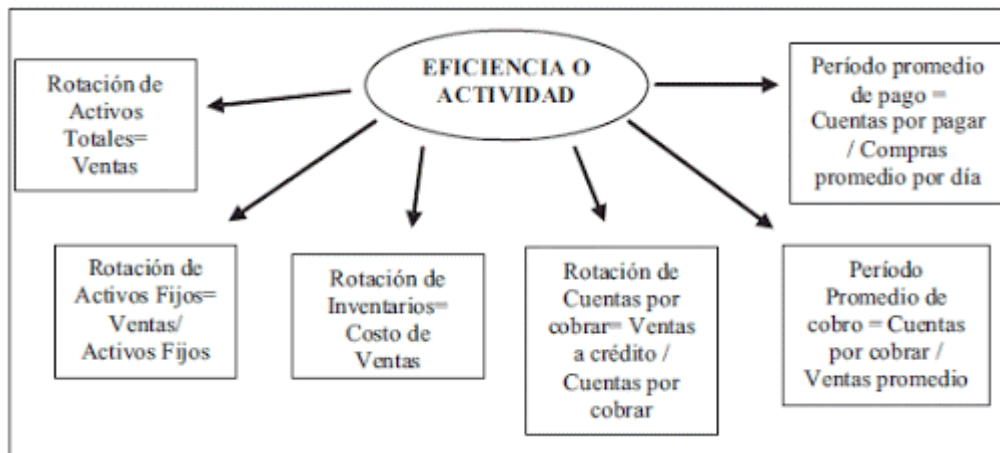 EFICIENCIA O
ACTIVIDAD
Rotación de
Activos
Totales=
Ventas
Período promedio
de pago =
Cuentas por pagar
/ Compras
promedio por día
Rotación de
Activos Fijos=
Ventas/
Activos Fijos
Rotación de
Inventarios=
Costo de
Ventas
Rotación de
Cuentas por
cobrar= Ventas
a crédito /
Cuentas por
cobrar
Período
Promedio de
cobro = Cuentas
por cobrar /
Ventas promedio